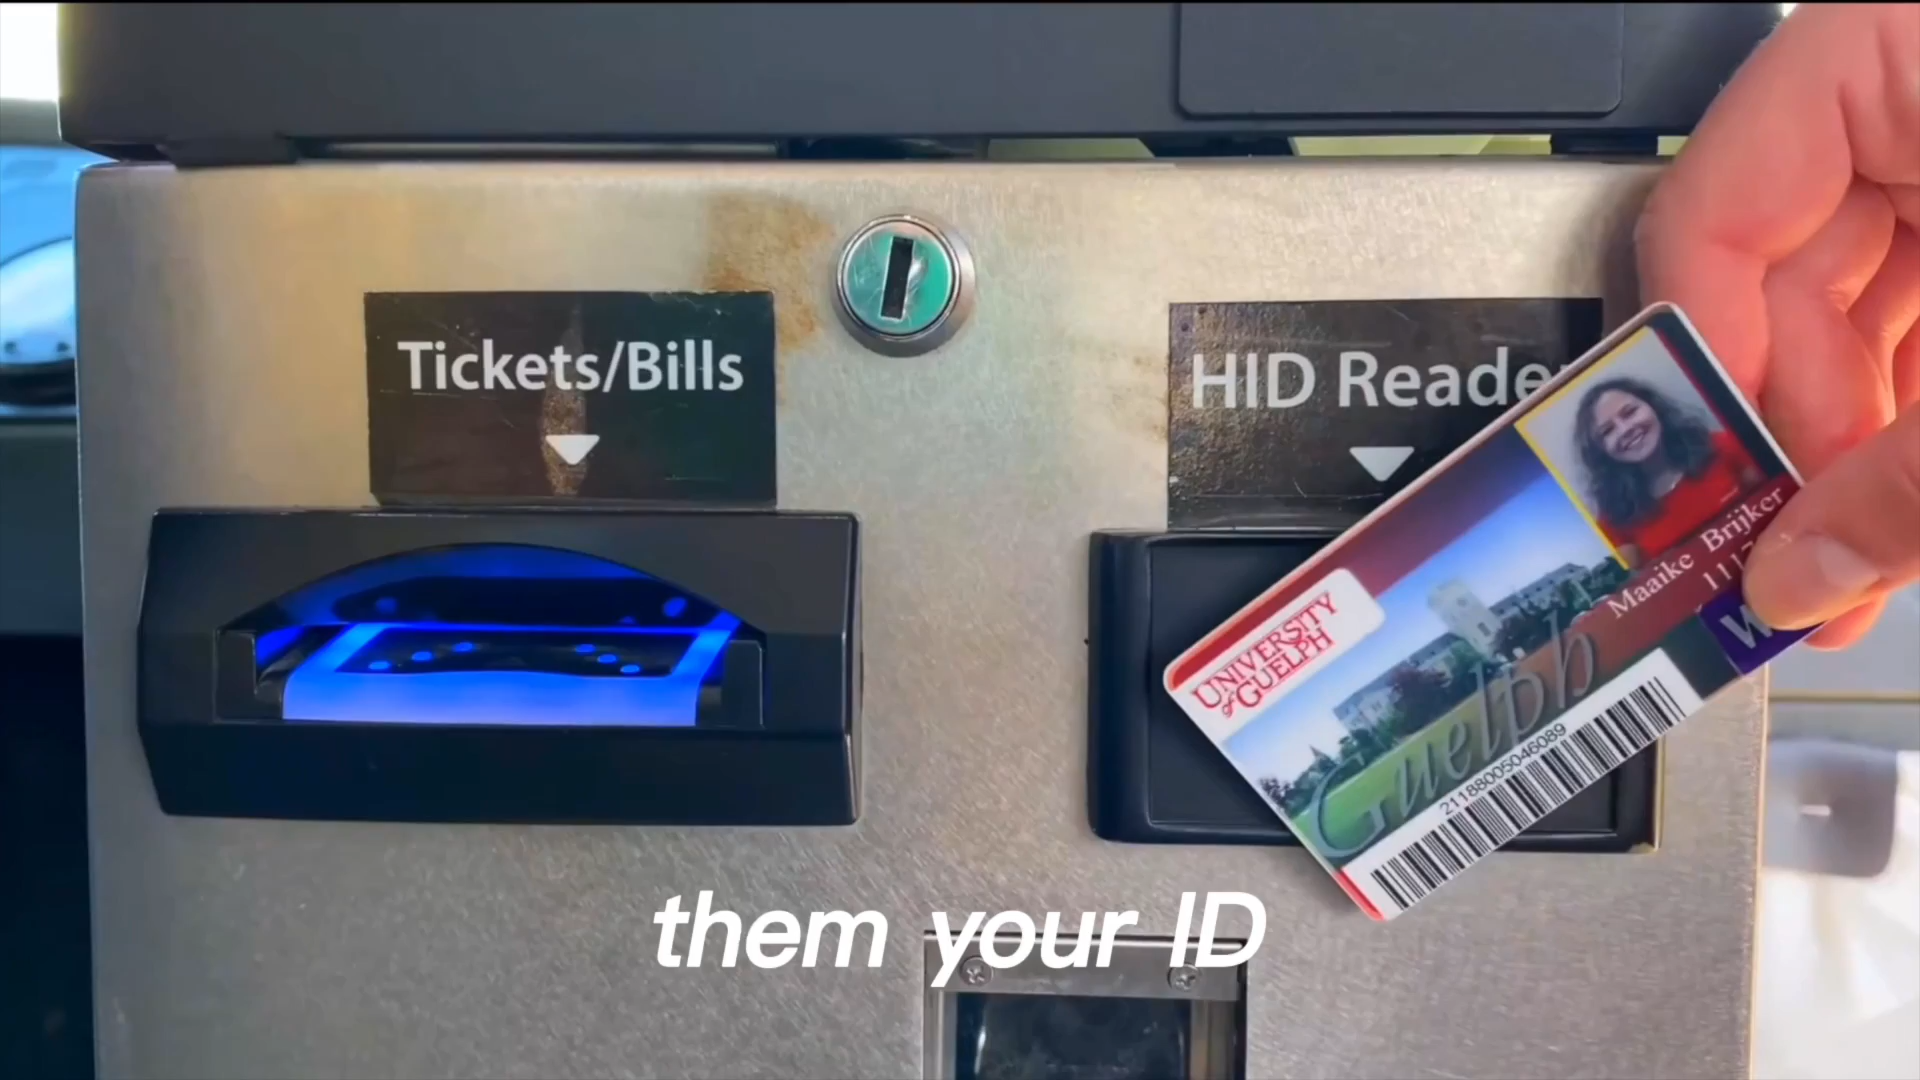 Tickets/Bills
HID Reade
Maaike Brijker
UNIVERSITY
of GUELPH
Guelph
21188005046089
them your ID